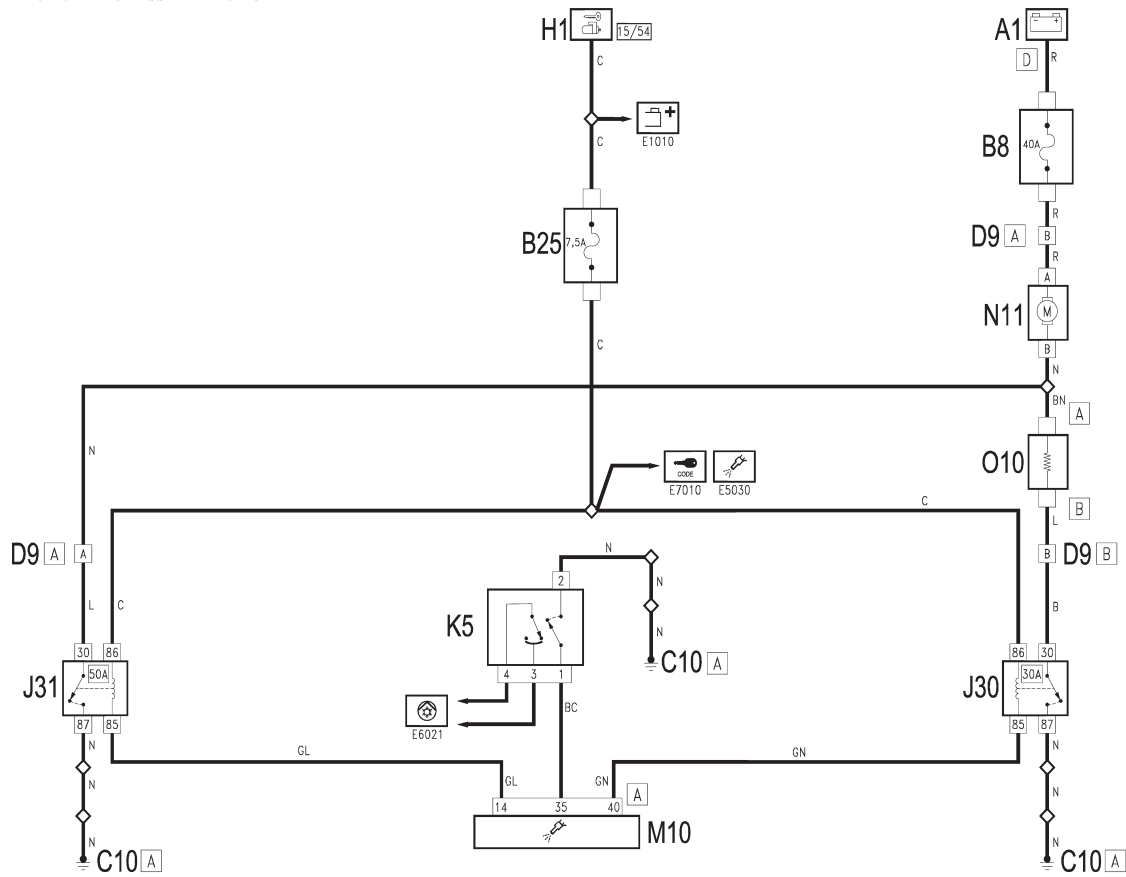 H1
15/54
A1
- +
C
D
R
E1010
C
B8
40A
R
B25
7,5A
D9 A B
R
A
N11
M
B
C
N
BN
A
O10
N
CODE
E7010
E5030
C
B
L
D9 A A
N
B D9 B
2
N
L
C
K5
B
N
C10 A
30 86
50A
J31
86 30
30A
J30
4 3 1
E6021
BC
87 85
85 87
N
N
GL
GN
N
GL
GN
A
N
14 35 40
M10
N
C10 A
N
C10 A